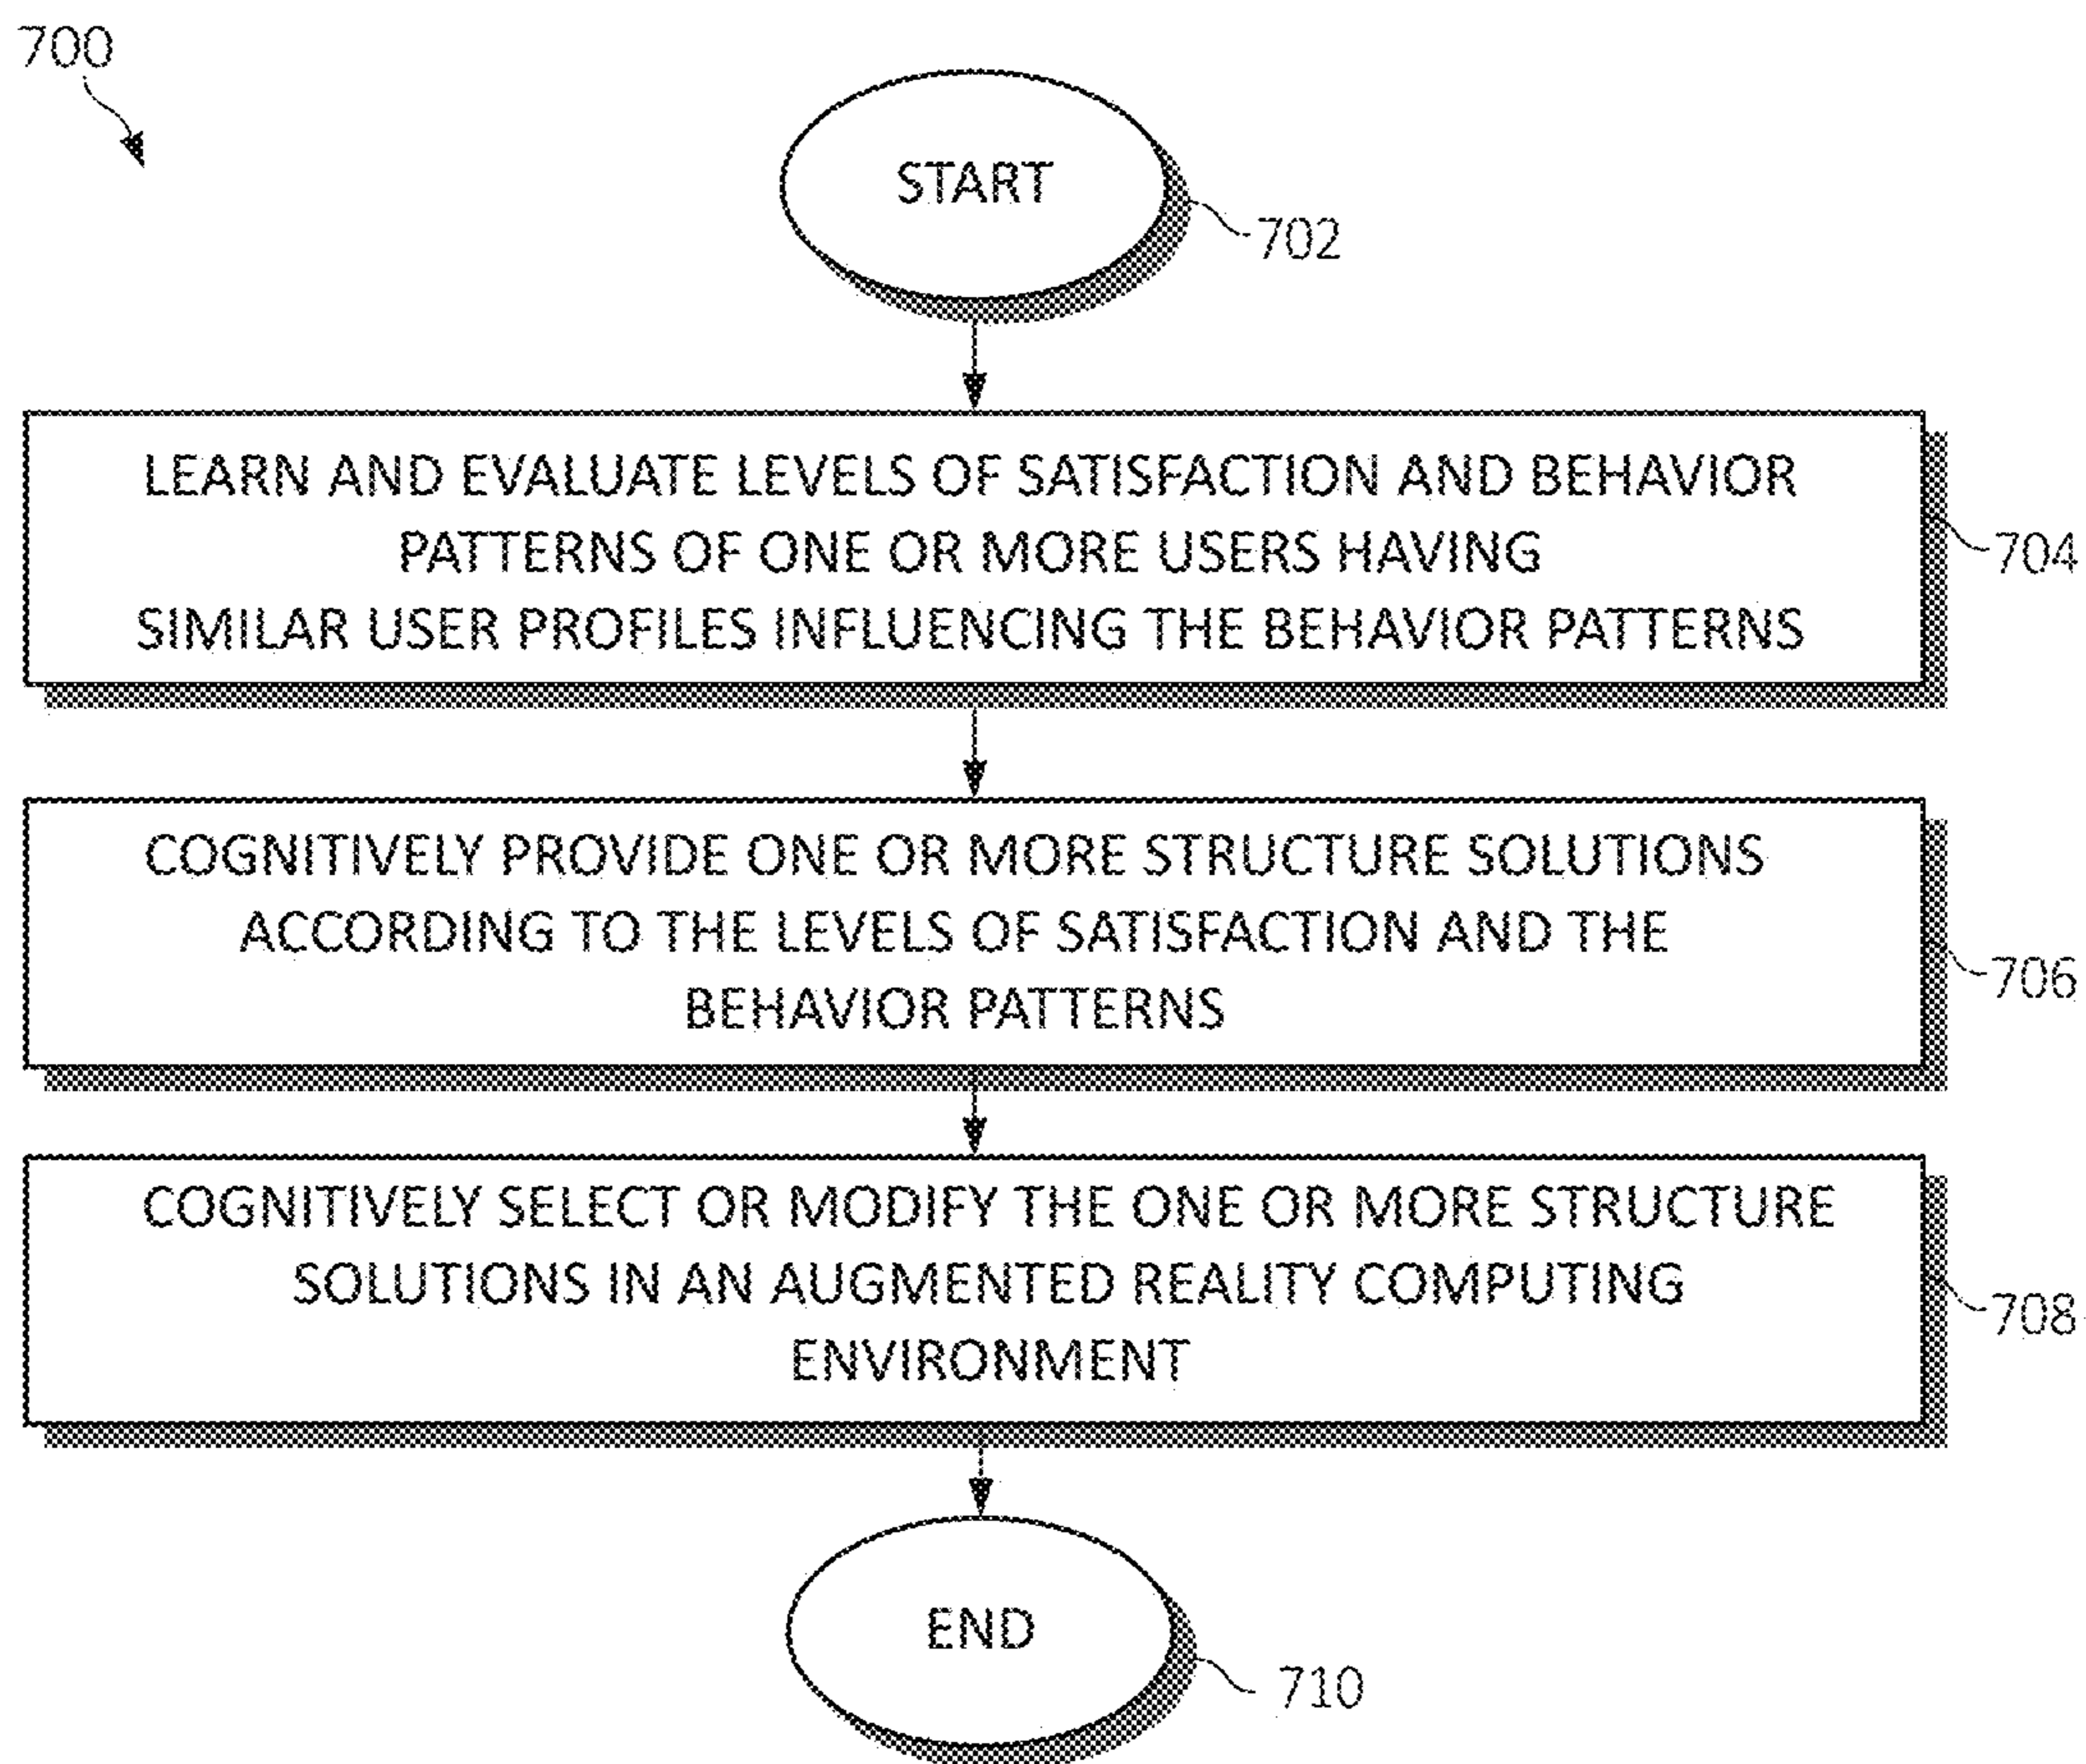 700
START
702
LEARN AND EVALUATE LEVELS OF SATISFACTION AND BEHAVIOR
PATTERNS OF ONE OR MORE USERS HAVING
SIMILAR USER PROFILES INFLUENCING THE BEHAVIOR PATTERNS
704
COGNITIVELY PROVIDE ONE OR MORE STRUCTURE SOLUTIONS
ACCORDING TO THE LEVELS OF SATISFACTION AND THE
BEHAVIOR PATTERNS
706
COGNITIVELY SELECT OR MODIFY THE ONE OR MORE STRUCTURE
SOLUTIONS IN AN AUGMENTED REALITY COMPUTING
ENVIRONMENT
708
END
710